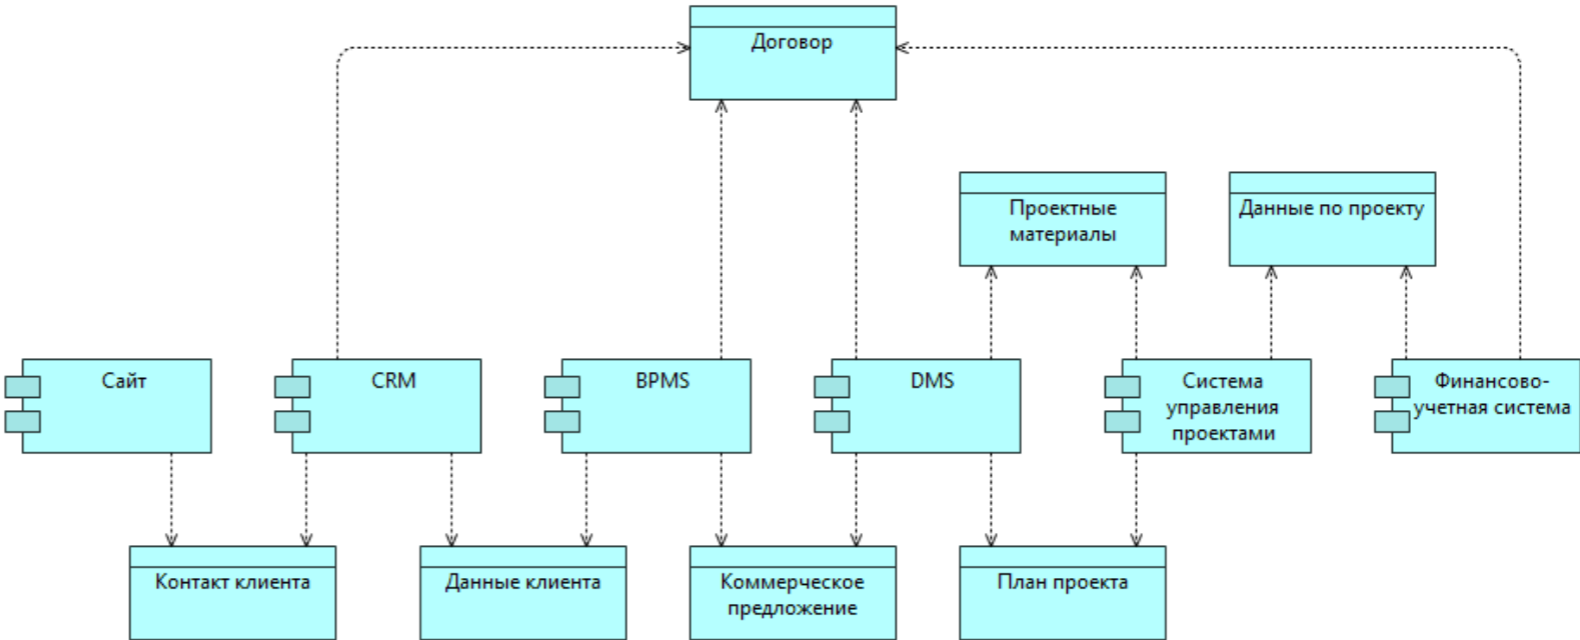 Договор
Проектные
материалы
Данные по проекту
Сайт
CRM
BPMS
DMS
Система
управления
проектами
Финансово-
учетная система
Контакт клиента
Данные клиента
Коммерческое
предложение
План проекта